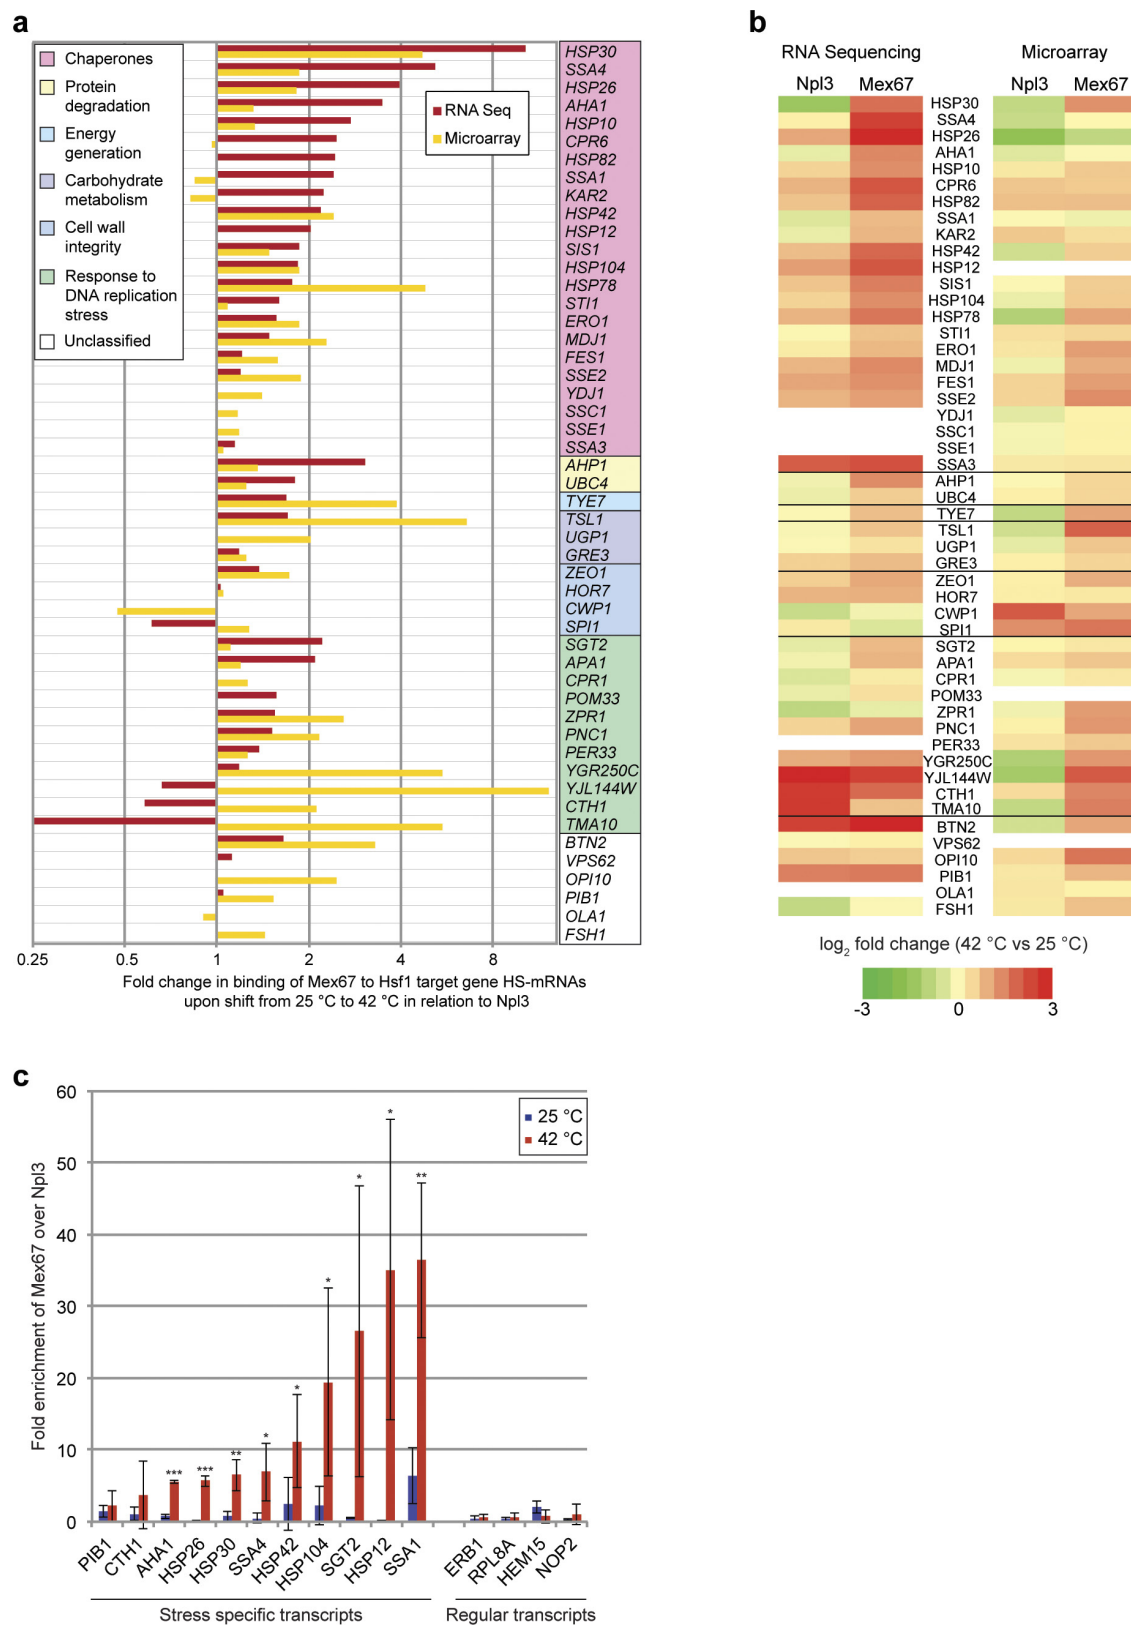 a
Chaperones
Protein
degradation
Energy
generation
Carbohydrate
metabolism
Cell wall
integrity
Response to
DNA replication
stress
Unclassified
RNA Seq
Microarray
HSP30
SSA4
HSP26
AHA1
HSP10
CPR6
HSP82
SSA1
KAR2
HSP42
HSP12
SIS1
HSP104
HSP78
STI1
ERO1
MDJ1
FES1
SSE2
YDJ1
SSC1
SSE1
SSA3
AHP1
UBC4
TYE7
TSL1
UGP1
GRE3
ZEO1
HOR7
CWP1
SPI1
SGT2
APA1
CPR1
POM33
ZPR1
PNC1
PER33
YGR250C
YJL144W
CTH1
TMA10
BTN2
VPS62
OPI10
PIB1
OLA1
FSH1
0.25 0.5 1 2 4 8
Fold change in binding of Mex67 to Hsf1 target gene HS-mRNAs
upon shift from 25 °C to 42 °C in relation to Npl3
b
RNA Sequencing Microarray
Npl3 Mex67 Npl3 Mex67
HSP30
SSA4
HSP26
AHA1
HSP10
CPR6
HSP82
SSA1
KAR2
HSP42
HSP12
SIS1
HSP104
HSP78
STI1
ERO1
MDJ1
FES1
SSE2
YDJ1
SSC1
SSE1
SSA3
AHP1
UBC4
TYE7
TSL1
UGP1
GRE3
ZEO1
HOR7
CWP1
SPI1
SGT2
APA1
CPR1
POM33
ZPR1
PNC1
PER33
YGR250C
YJL144W
CTH1
TMA10
BTN2
VPS62
OPI10
PIB1
OLA1
FSH1
log2 fold change (42 °C vs 25 °C)
-3 0 3
c
Fold enrichment of Mex67 over Npl3
60
50
40
30
20
10
0
25 °C
42 °C
***
***
**
*
*
*
*
*
**
PIB1
CTH1
AHA1
HSP26
HSP30
SSA4
HSP42
HSP104
SGT2
HSP12
SSA1
ERB1
RPL8A
HEM15
NOP2
Stress specific transcripts
Regular transcripts